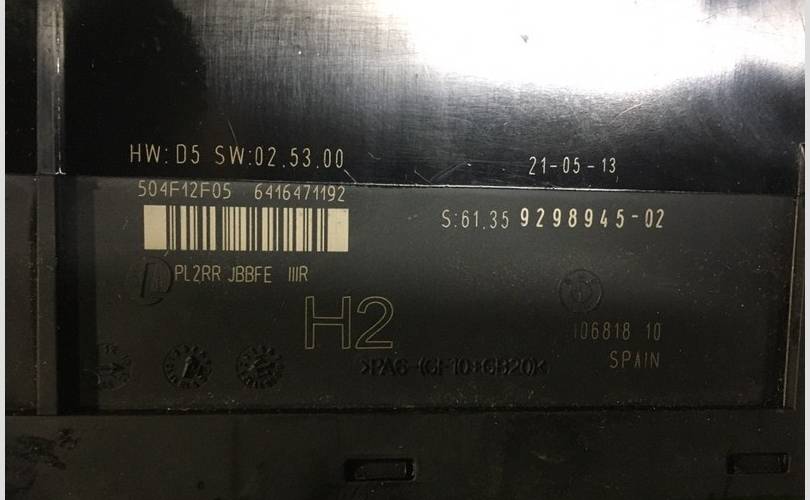 HW: D5 SW:02.53.00
21-05-13
504F12F05 6416471192
S:61.35 9298945-02
PL2RR JBBFE IIIR
H2
106818 10
SPAIN